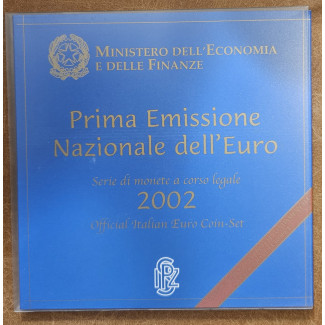 MINISTERO DELL'ECONOMIA
E DELLE FINANZE
Prima Emissione
Nazionale dell'Euro
Serie di monete a corso legale
2002
Official Italian Euro Coin-Set